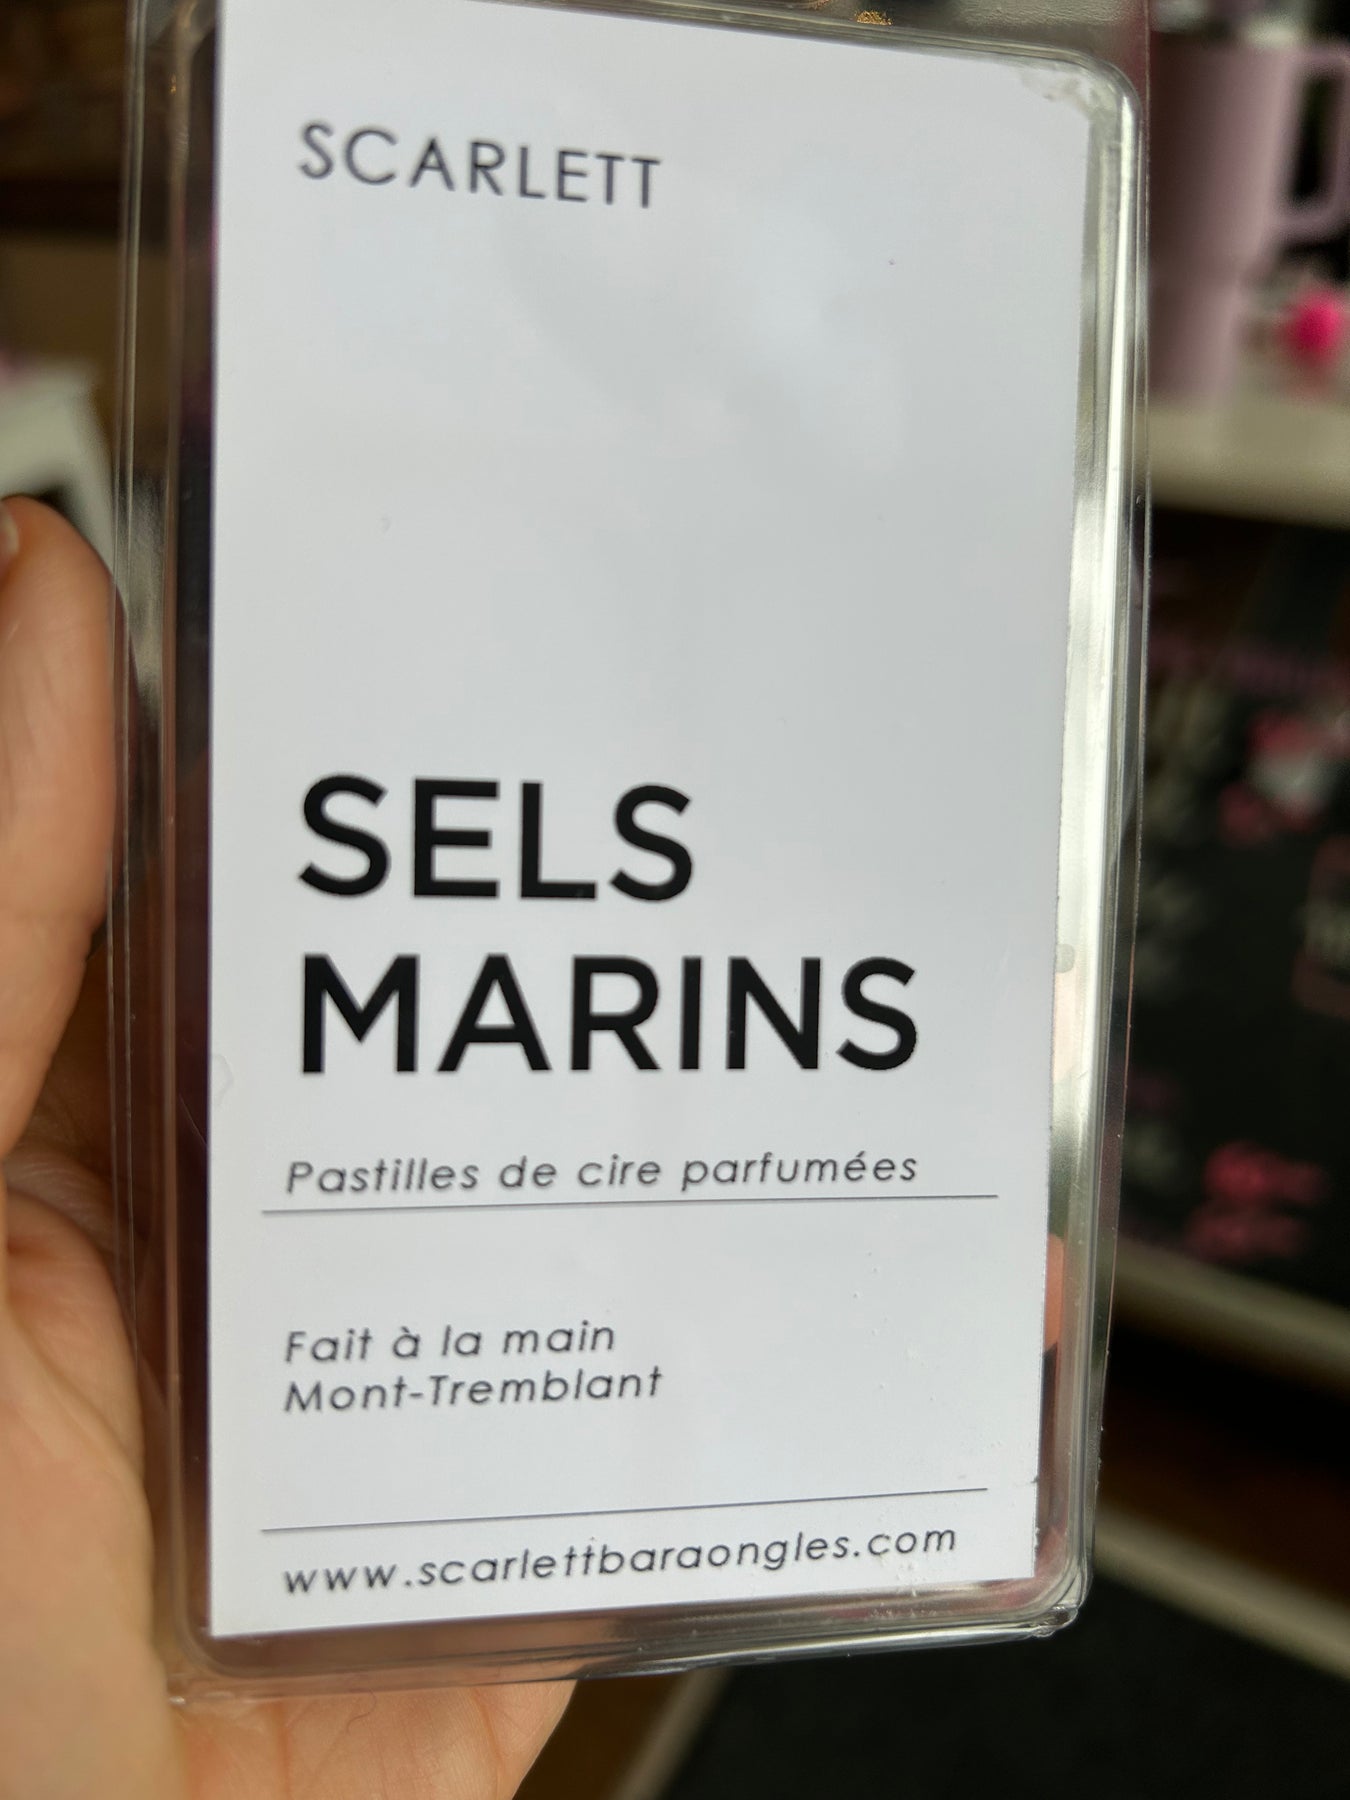 SCARLETT
SELS
MARINS
Pastilles de cire parfumées
Fait à la main
Mont-Tremblant
www.scarlettbaraongles.com